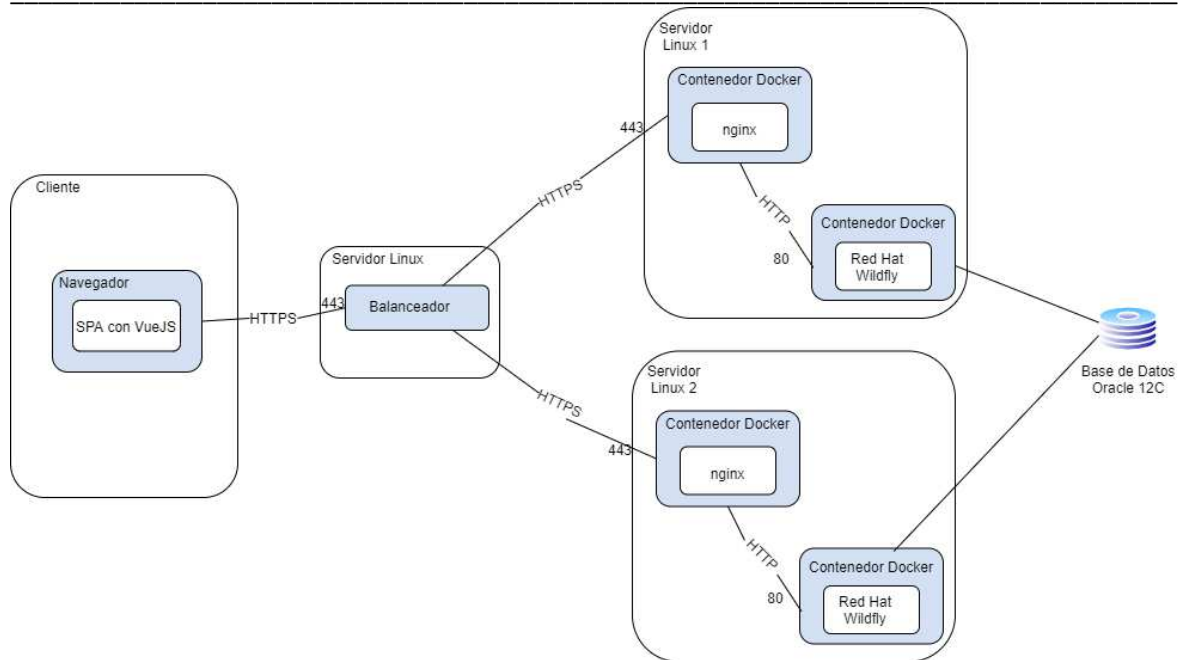 Cliente
Navegador
SPA con VueJS
HTTPS
443
Servidor Linux
Balanceador
HTTPS
443
Servidor
Linux 1
Contenedor Docker
nginx
HTTP
80
Contenedor Docker
Red Hat
Wildfly
HTTPS
443
Servidor
Linux 2
Contenedor Docker
nginx
HTTP
80
Contenedor Docker
Red Hat
Wildfly
Base de Datos
Oracle 12C